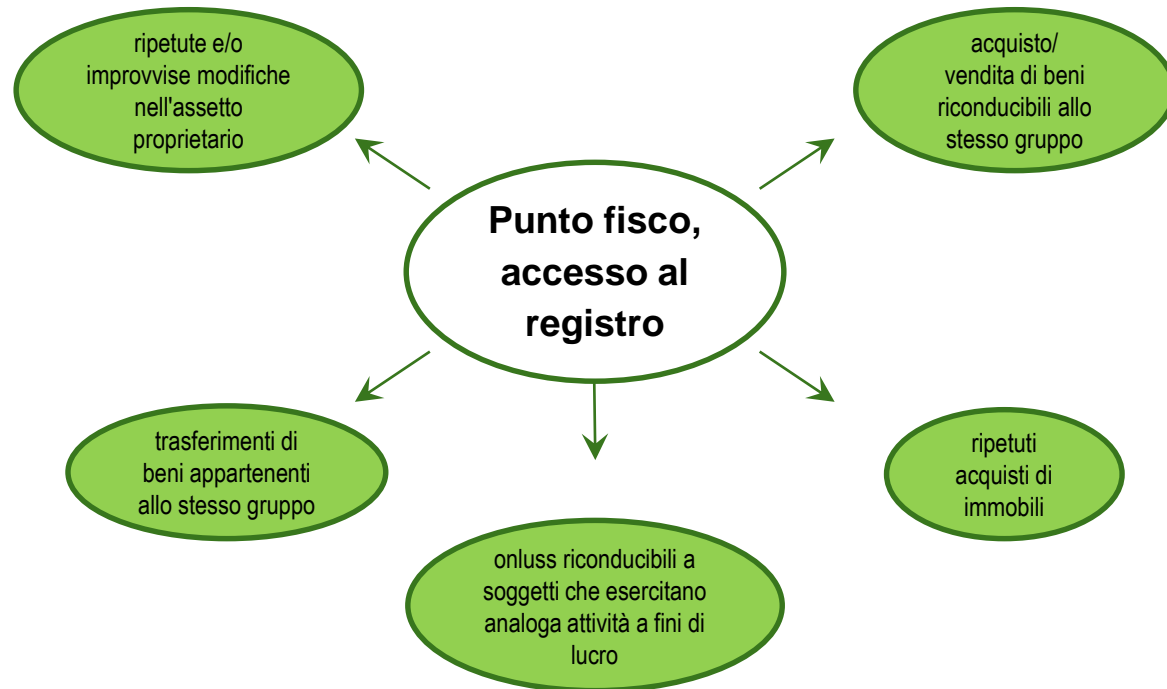 ripetute e/o
improvvise modifiche
nell'assetto
proprietario
acquisto/
vendita di beni
riconducibili allo
stesso gruppo
Punto fisco,
accesso al
registro
trasferimenti di
beni appartenenti
allo stesso gruppo
ripetuti
acquisti di
immobili
onluss riconducibili a
soggetti che esercitano
analoga attività a fini di
lucro